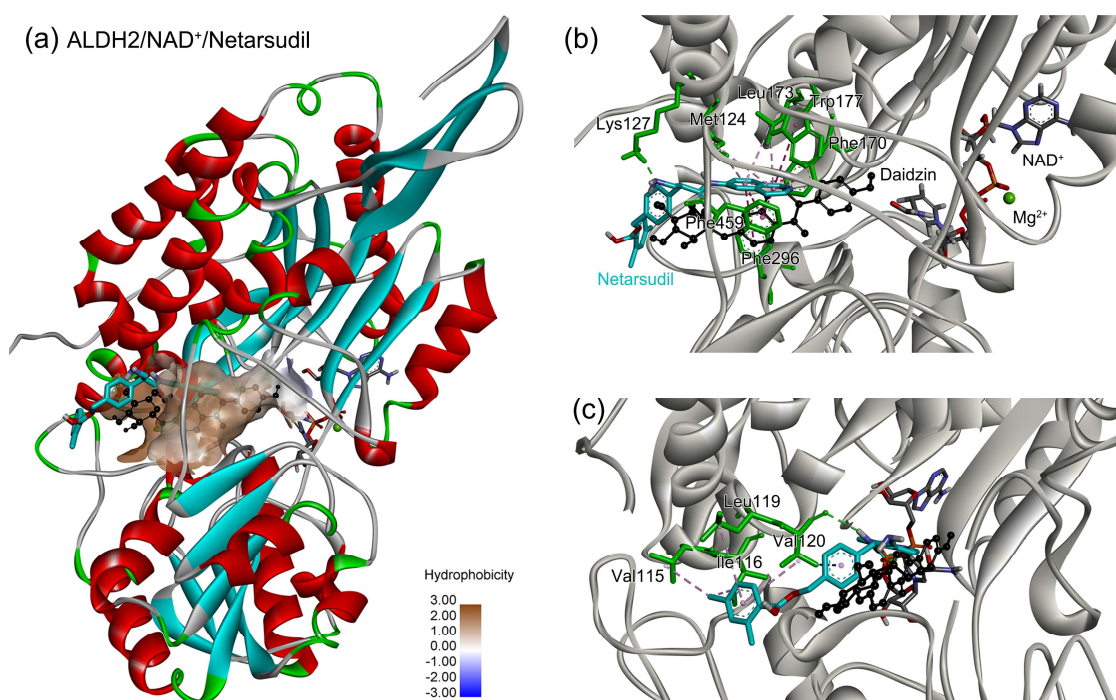 (a) ALDH2/NAD⁺/Netarsudil
Hydrophobicity
3.00
2.00
1.00
0.00
-1.00
-2.00
-3.00
(b)
Leu173
Trp177
Lys127
Met124
Phe170
Daidzin
NAD⁺
Mg²⁺
Phe459
Phe296
Netarsudil
(c)
Leu119
Val120
Ile116
Val115